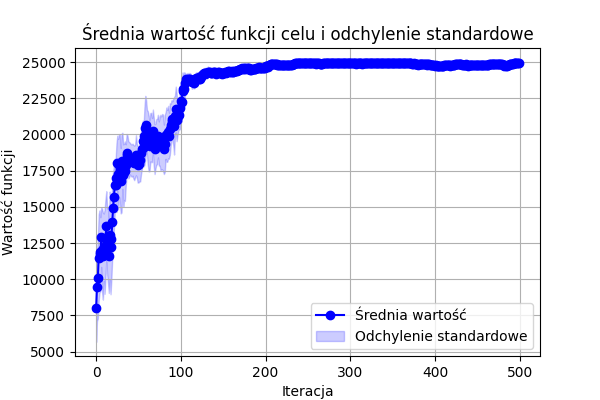 Średnia wartość funkcji celu i odchylenie standardowe
Wartość funkcji
25000
22500
20000
17500
15000
12500
10000
7500
5000
Średnia wartość
Odchylenie standardowe
0 100 200 300 400 500
Iteracja